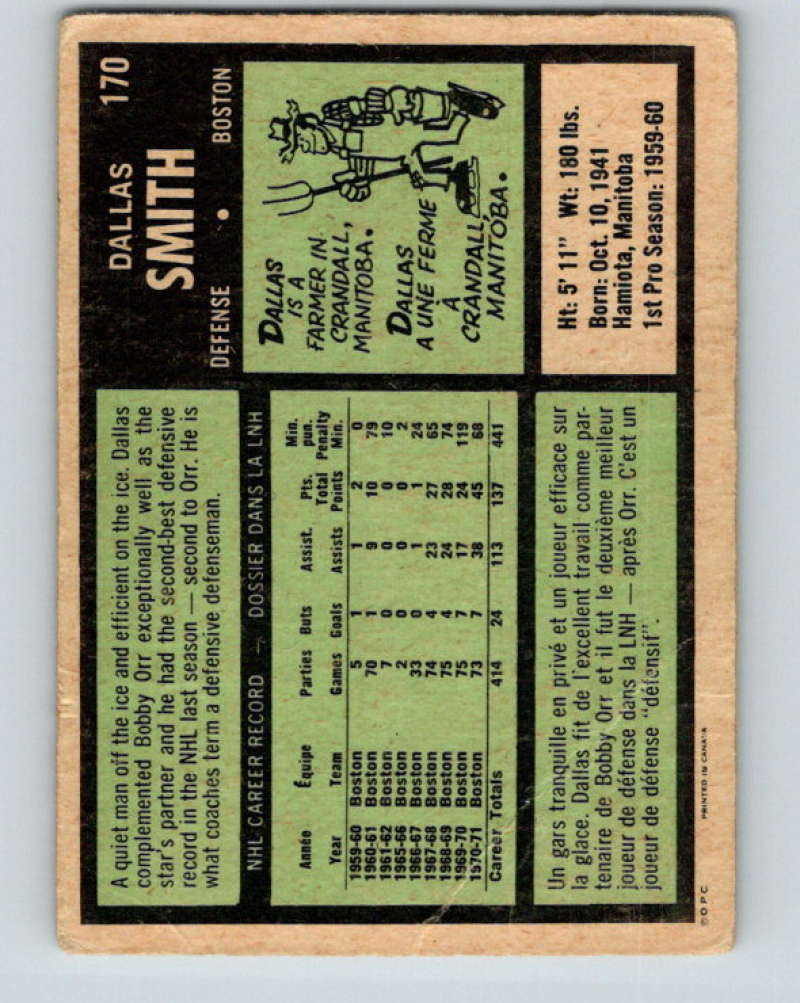 DALLAS 170
SMITH
DEFENSE • BOSTON
A quiet man off the ice and efficient on the ice. Dallas
complemented Bobby Orr exceptionally well as the
star's partner and he had the second-best defensive
record in the NHL last season — second to Orr. He is
what coaches term a defensive defenseman.
NHL CAREER RECORD — DOSSIER DANS LA LNH
Année Équipe Parties Buts Assist. Pts. Min. pun.
Year Team Games Goals Assists Total Points Penalty Min.
1959-60 Boston 5 1 1 2 0
1960-61 Boston 70 1 9 10 79
1961-62 Boston 7 0 0 0 10
1965-66 Boston 2 0 0 0 2
1966-67 Boston 33 0 1 1 24
1967-68 Boston 74 4 23 27 65
1968-69 Boston 75 4 24 28 74
1969-70 Boston 75 7 17 24 119
1970-71 Boston 73 7 38 45 68
Career Totals 414 24 113 137 441
DALLAS
IS A
FARMER IN
CRANDALL,
MANITOBA.
DALLAS
A UNE FERME
À
CRANDALL,
MANITOBA.
Un gars tranquille en privé et un joueur efficace sur
la glace. Dallas fit de l'excellent travail comme par-
tenaire de Bobby Orr et il fut le deuxième meilleur
joueur de défense dans la LNH — après Orr. C'est un
joueur de défense "défensif".
Ht: 5' 11" Wt: 180 lbs.
Born: Oct. 10, 1941
Hamiota, Manitoba
1st Pro Season: 1959-60
© O P C PRINTED IN CANADA